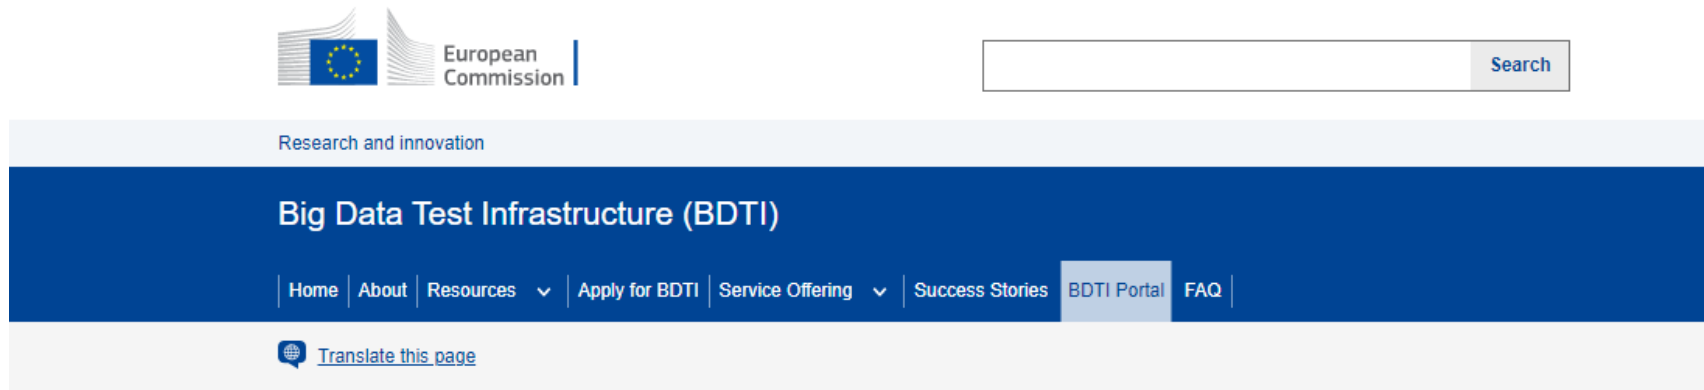 European
Commission
Search
Research and innovation
Big Data Test Infrastructure (BDTI)
Home About Resources Apply for BDTI Service Offering Success Stories BDTI Portal FAQ
Translate this page